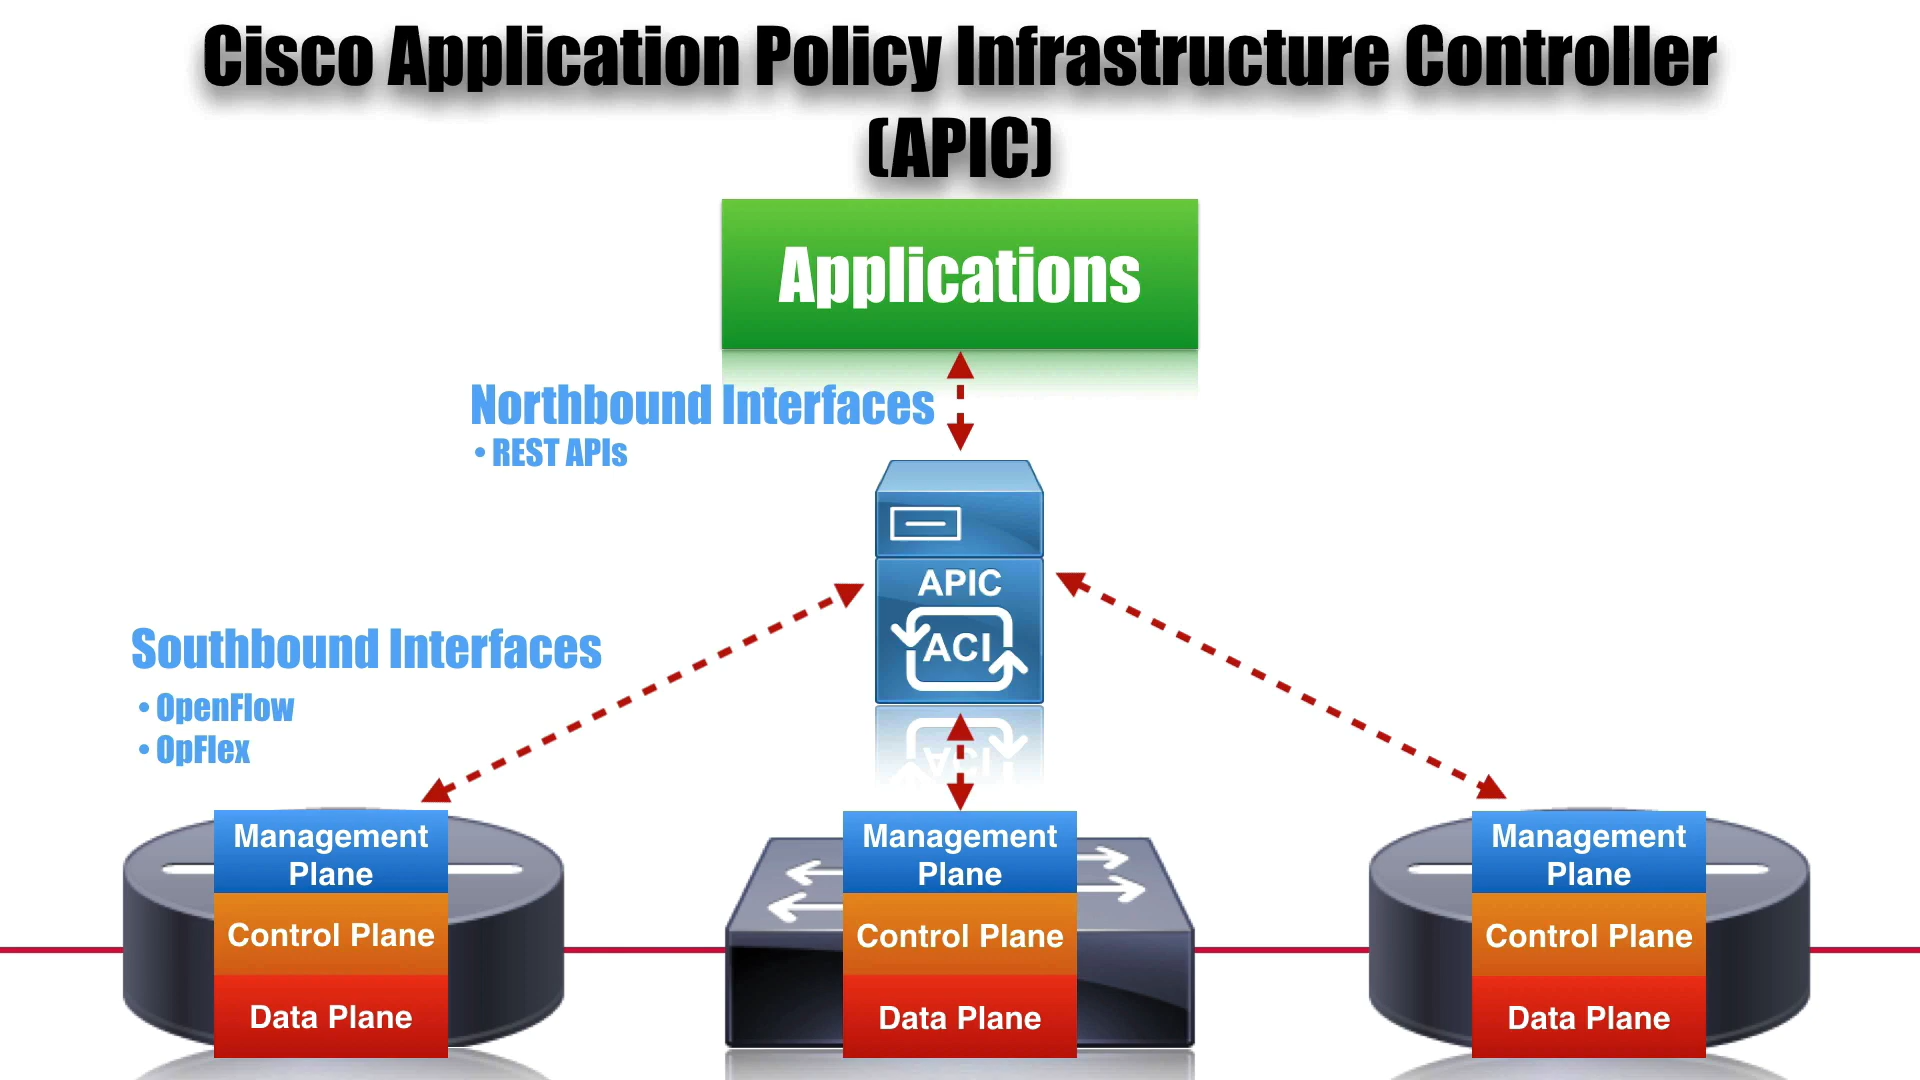 Cisco Application Policy Infrastructure Controller
(APIC)
Applications
Northbound Interfaces
• REST APIs
APIC
ACI
Southbound Interfaces
• OpenFlow
• OpFlex
Management
Plane
Control Plane
Data Plane
Management
Plane
Control Plane
Data Plane
Management
Plane
Control Plane
Data Plane